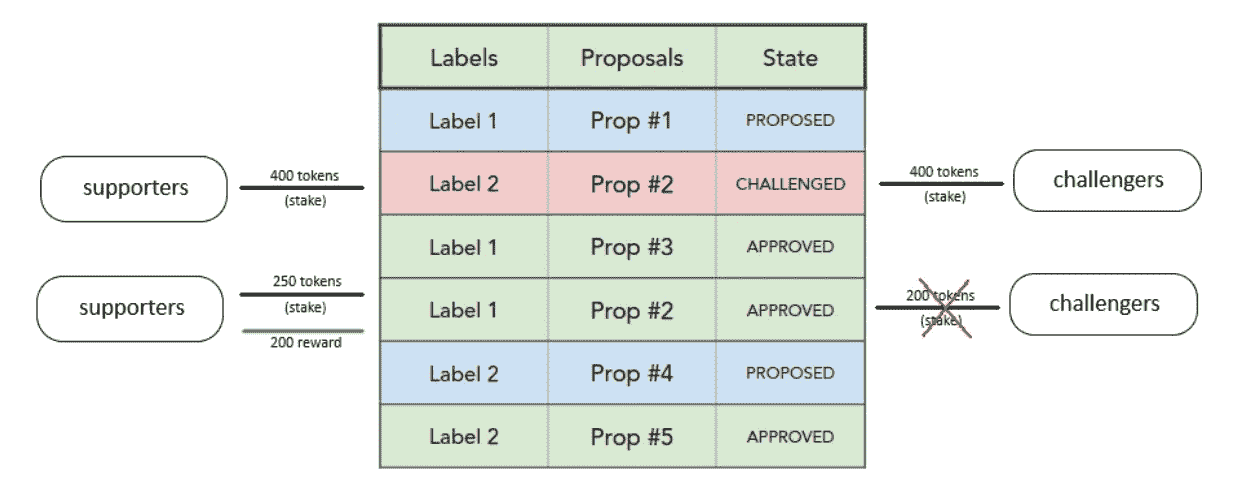 Labels Proposals State
Label 1 Prop #1 PROPOSED
supporters 400 tokens (stake) Label 2 Prop #2 CHALLENGED 400 tokens (stake) challengers
Label 1 Prop #3 APPROVED
supporters 250 tokens (stake) 200 reward Label 1 Prop #2 APPROVED 200 tokens (stake) challengers
Label 2 Prop #4 PROPOSED
Label 2 Prop #5 APPROVED